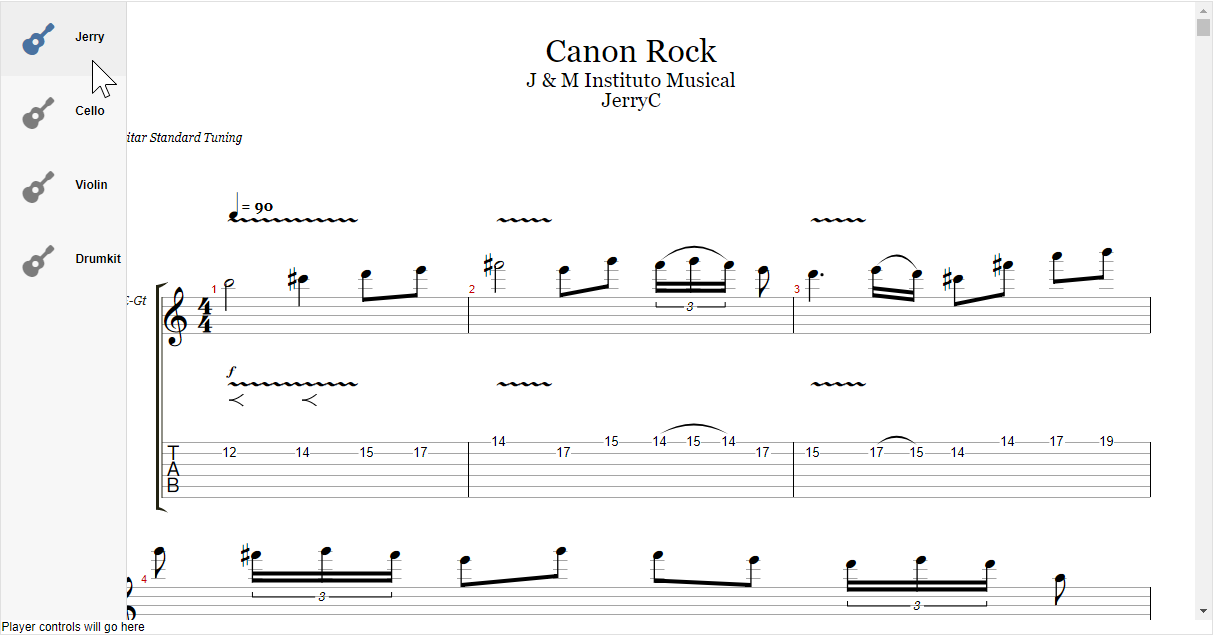 Jerry
Cello
Violin
Drumkit
Canon Rock
J & M Instituto Musical
JerryC
itar Standard Tuning
= 90
E-Gt
1
2
3
4
4
3
f
T
A
B
12 14 15 17 14 17 15 14 15 14 17 15 17 15 14 14 17 19
4
3
3
Player controls will go here